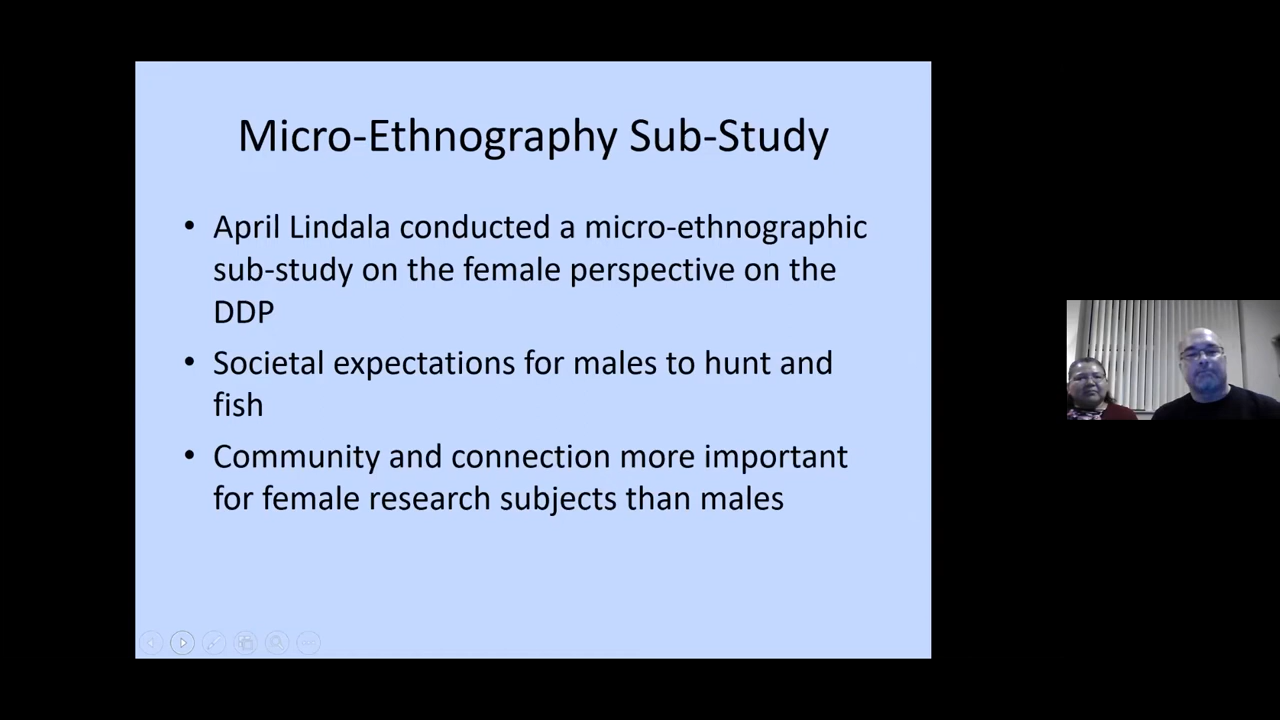 Micro-Ethnography Sub-Study
• April Lindala conducted a micro-ethnographic
sub-study on the female perspective on the
DDP
• Societal expectations for males to hunt and
fish
• Community and connection more important
for female research subjects than males